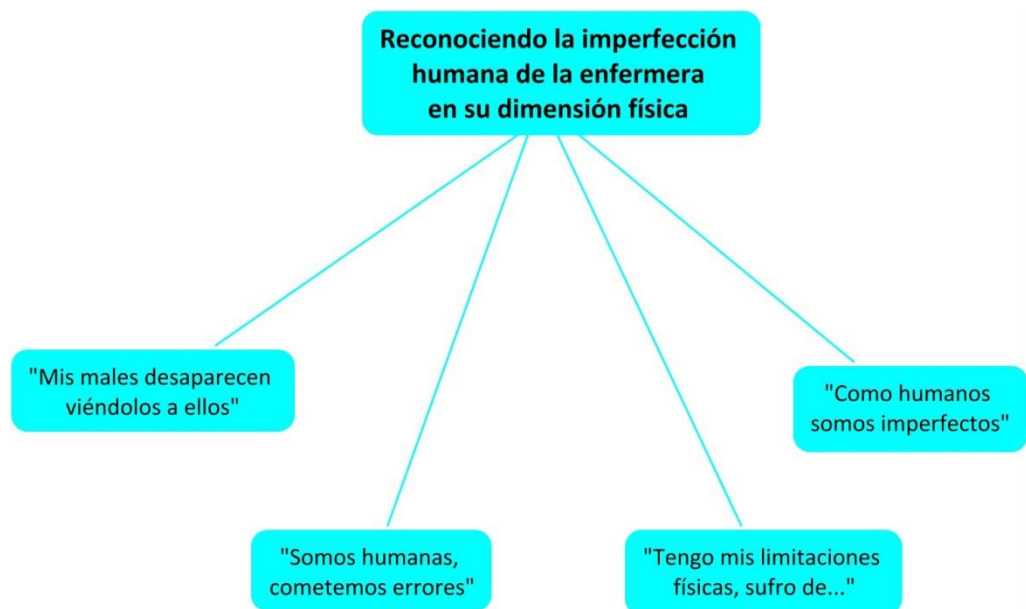 Reconociendo la imperfección
humana de la enfermera
en su dimensión física
"Mis males desaparecen
viéndolos a ellos"
"Como humanos
somos imperfectos"
"Somos humanas,
cometemos errores"
"Tengo mis limitaciones
físicas, sufro de..."